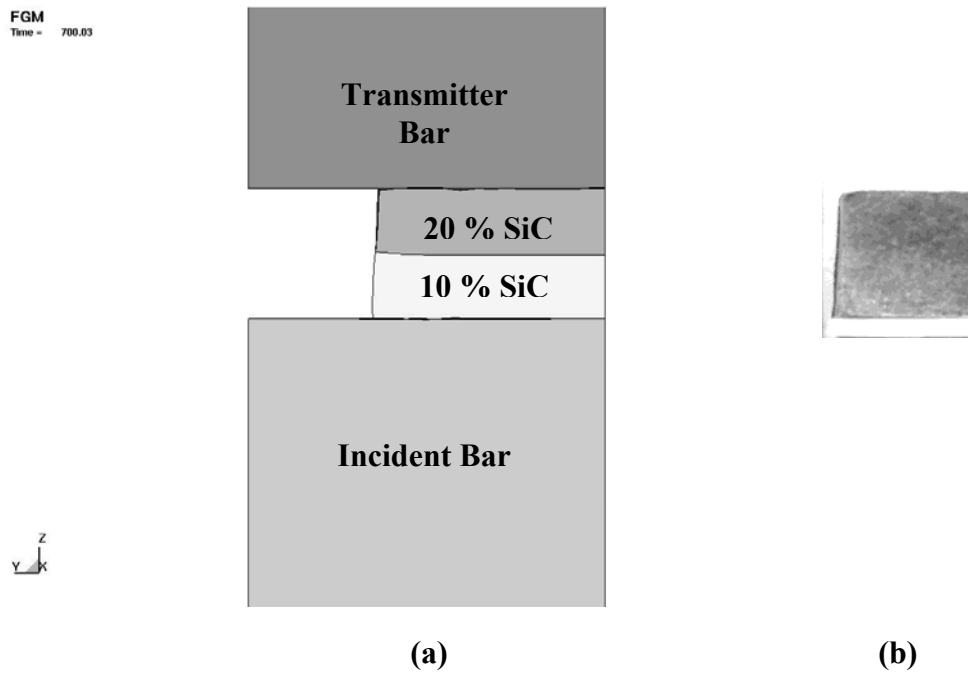 FGM
Time = 700.03
Transmitter
Bar
20 % SiC
10 % SiC
Incident Bar
Z
Y X
(a)
(b)